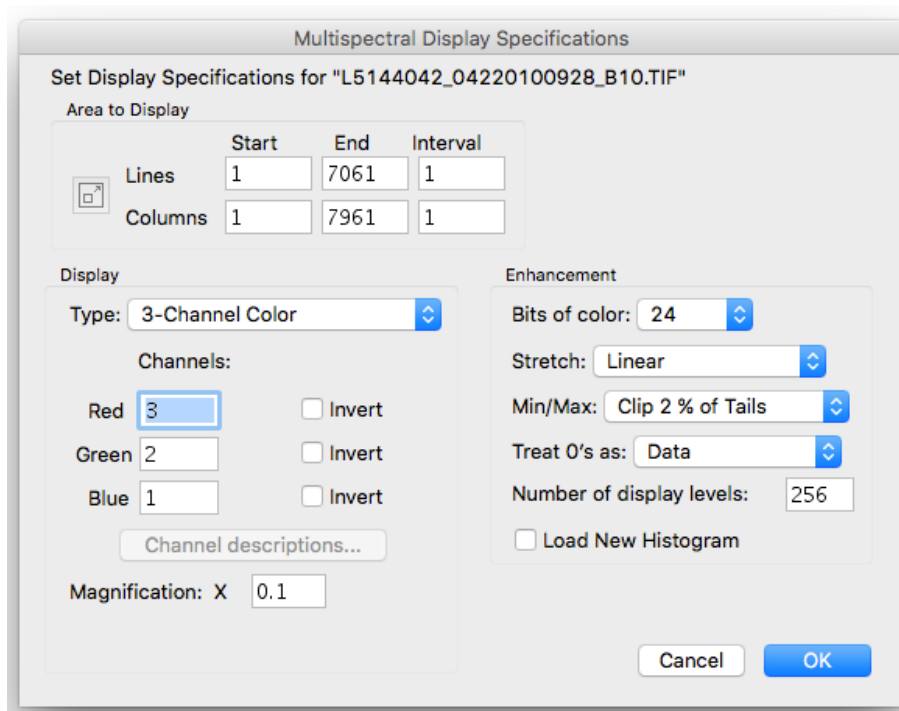 Multispectral Display Specifications
Set Display Specifications for "L5144042_04220100928_B10.TIF"
Area to Display
Start End Interval
Lines 1 7061 1
Columns 1 7961 1
Display
Type: 3-Channel Color
Channels:
Red 3 Invert
Green 2 Invert
Blue 1 Invert
Channel descriptions...
Magnification: X 0.1
Enhancement
Bits of color: 24
Stretch: Linear
Min/Max: Clip 2 % of Tails
Treat 0's as: Data
Number of display levels: 256
Load New Histogram
Cancel OK